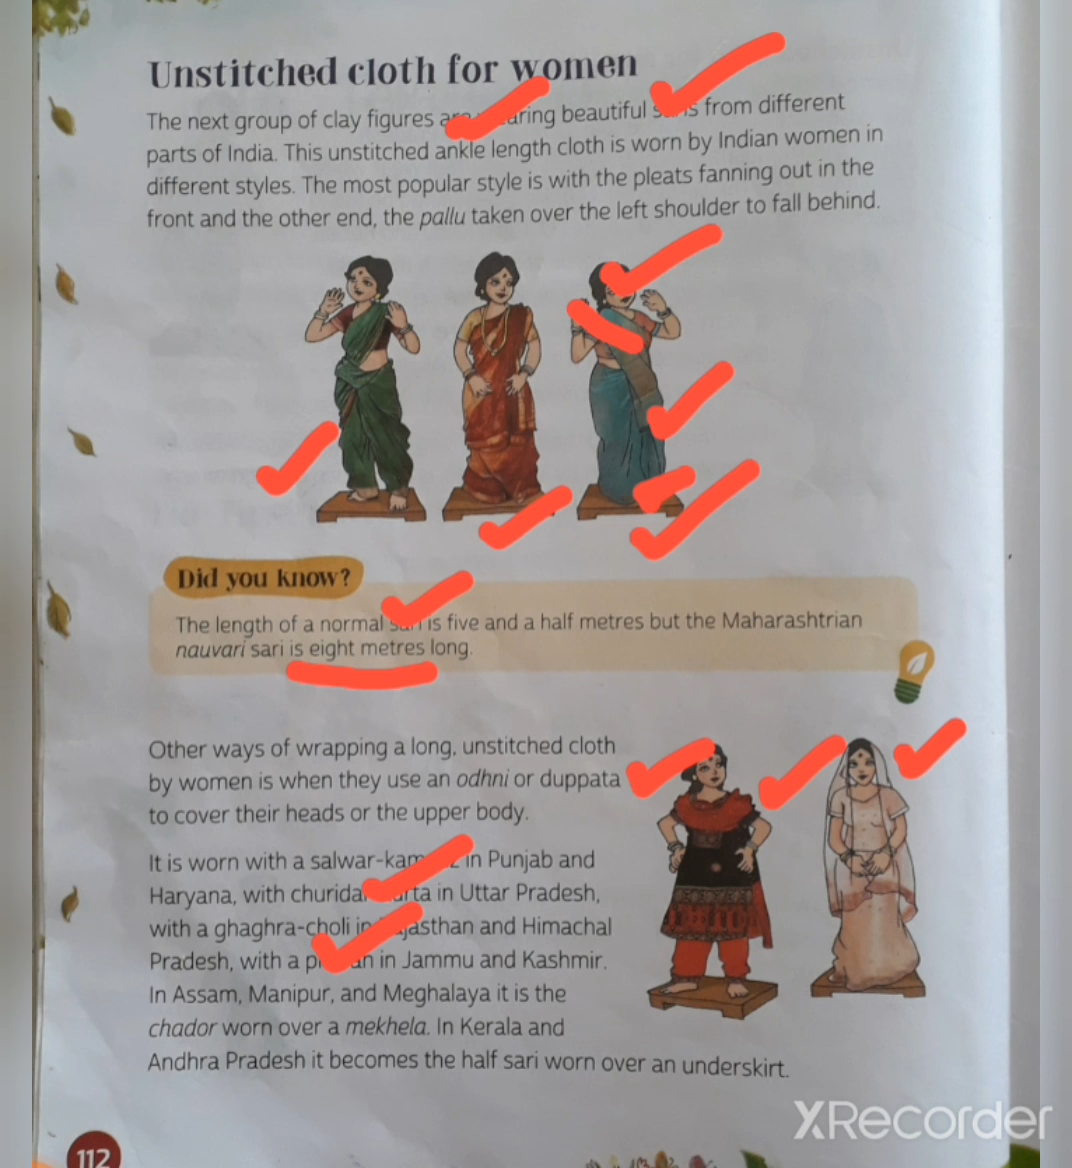 Unstitched cloth for women
The next group of clay figures beautiful from different
parts of India. This unstitched ankle length cloth is worn by Indian women in
different styles. The most popular style is with the pleats fanning out in the
front and the other end, the pallu taken over the left shoulder to fall behind.
Did you know?
The length of a normal sari is five and a half metres but the Maharashtrian
nauvari sari is eight metres long.
Other ways of wrapping a long, unstitched cloth
by women is when they use an odhni or duppata
to cover their heads or the upper body.
It is worn with a in Punjab and
Haryana, with in Uttar Pradesh,
with a ghaghra-choli in Rajasthan and Himachal
Pradesh, with a in Jammu and Kashmir.
In Assam, Manipur, and Meghalaya it is the
chador worn over a mekhela. In Kerala and
Andhra Pradesh it becomes the half sari worn over an underskirt.
112
XRecorder